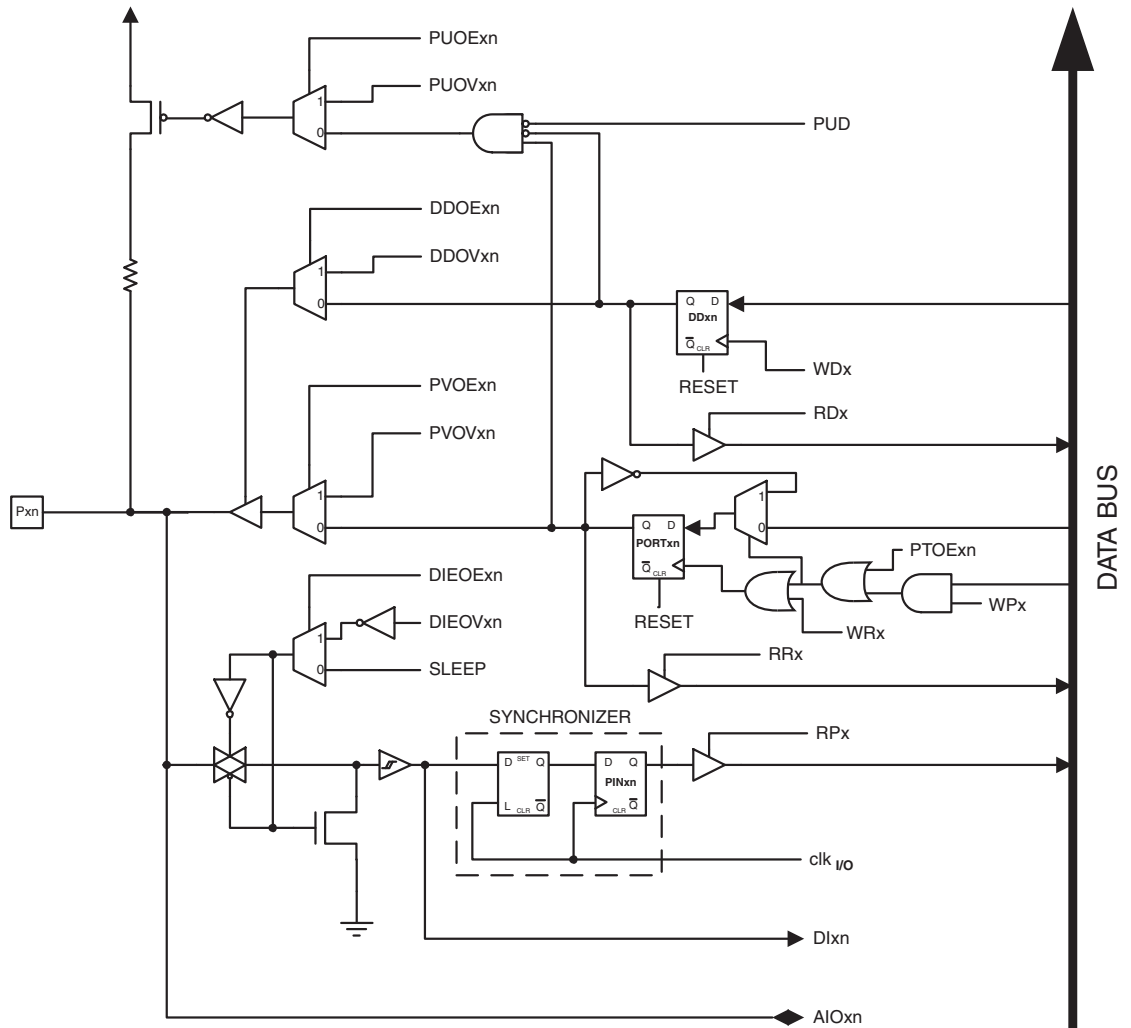 PUOExn
PUOVxn
1
0
PUD
DDOExn
DDOVxn
1
0
Q D
DDxn
Q CLR
WDx
RESET
PVOExn
PVOVxn
RDx
1
0
Pxn
1
0
Q D
PORTxn
Q CLR
PTOExn
DATA BUS
DIEOExn
WPx
RESET
WRx
DIEOVxn
1
0
SLEEP
RRx
SYNCHRONIZER
RPx
D SET Q
L CLR Q
D Q
PINxn
CLR Q
clk I/O
DIxn
AIOxn